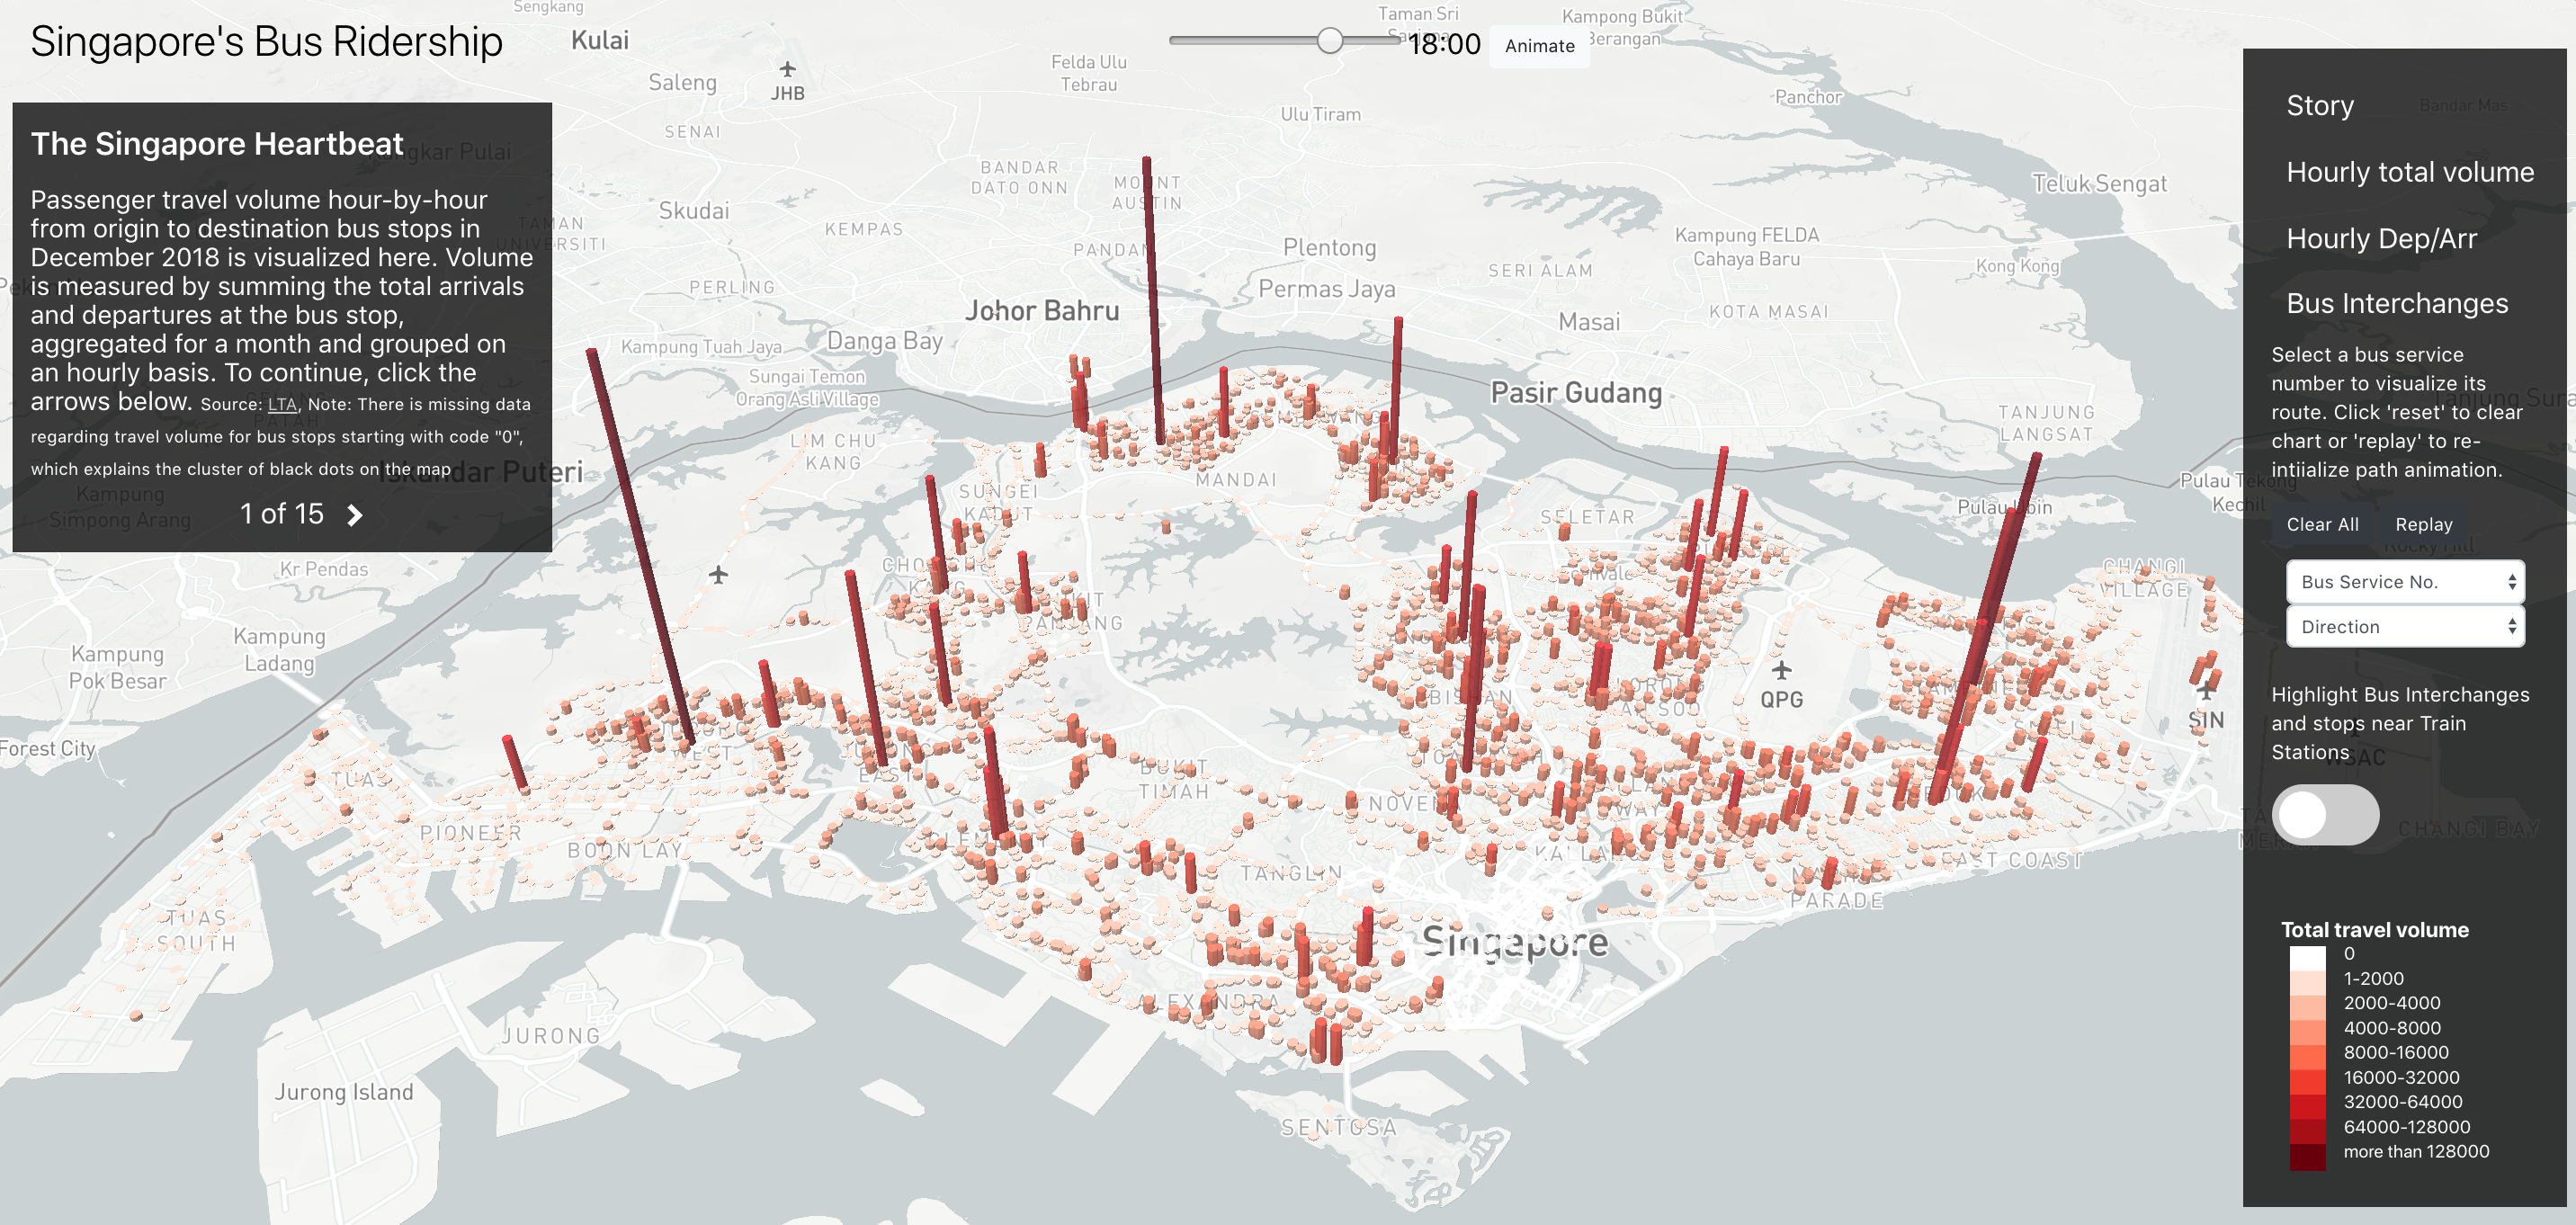 Singapore's Bus Ridership
18:00
Animate
The Singapore Heartbeat
Passenger travel volume hour-by-hour
from origin to destination bus stops in
December 2018 is visualized here. Volume
is measured by summing the total arrivals
and departures at the bus stop,
aggregated for a month and grouped on
an hourly basis. To continue, click the
arrows below. Source: LTA, Note: There is missing data
regarding travel volume for bus stops starting with code "0",
which explains the cluster of black dots on the map
1 of 15
Story
Hourly total volume
Hourly Dep/Arr
Bus Interchanges
Select a bus service
number to visualize its
route. Click 'reset' to clear
chart or 'replay' to re-
intiialize path animation.
Clear All
Replay
Bus Service No.
Direction
Highlight Bus Interchanges
and stops near Train
Stations
Total travel volume
0
1-2000
2000-4000
4000-8000
8000-16000
16000-32000
32000-64000
64000-128000
more than 128000
Sengkang
Kulai
Saleng
JHB
SENAI
Felda Ulu
Tebrau
Taman Sri
Kampong Bukit
Berangan
Ulu Tiram
Panchor
Bandar Mas
Kangkar Pulai
Skudai
TAMAN
UNIVERSITI
KEMPAS
BANDAR
DATO ONN
MOUNT
AUSTIN
PANDAN
Plentong
SERI ALAM
Kampung FELDA
Cahaya Baru
Kong Kong
Teluk Sengat
PERLING
Johor Bahru
Permas Jaya
Masai
KOTA MASAI
Kampung Tuah Jaya
Danga Bay
Sungai Temon
Orang Asli Village
Pasir Gudang
TANJUNG
LANGSAT
Tanjung Sura
PATAH
Iskandar Puteri
LIM CHU
KANG
SUNGEI
KADUT
MANDAI
SELETAR
Pulau Ubin
Pulau Tekong
Kechil
Rocky Hill
Kampung
Simpong Arang
Kr Pendas
CHANGI
VILLAGE
Kampung
Ladang
Kampung
Pok Besar
Forest City
BISHAN
QPG
SIN
WSAC
WEST
EAST
TUAS
PIONEER
BOON LAY
BUKIT
TIMAH
TANGLIN
EAST COAST
CHANGI BAY
PARADE
TUAS
SOUTH
Singapore
ALEXANDRA
JURONG
Jurong Island
SENTOSA